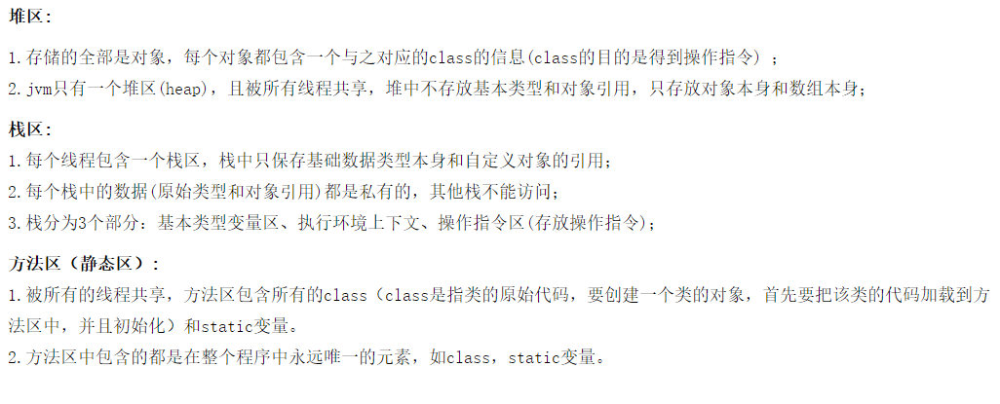 堆区:
1.存储的全部是对象，每个对象都包含一个与之对应的class的信息(class的目的是得到操作指令) ；
2.jvm只有一个堆区(heap)，且被所有线程共享，堆中不存放基本类型和对象引用，只存放对象本身和数组本身；
栈区:
1.每个线程包含一个栈区，栈中只保存基础数据类型本身和自定义对象的引用；
2.每个栈中的数据(原始类型和对象引用)都是私有的，其他栈不能访问；
3.栈分为3个部分：基本类型变量区、执行环境上下文、操作指令区(存放操作指令)；
方法区（静态区）:
1.被所有的线程共享，方法区包含所有的class（class是指类的原始代码，要创建一个类的对象，首先要把该类的代码加载到方
法区中，并且初始化）和static变量。
2.方法区中包含的都是在整个程序中永远唯一的元素，如class，static变量。